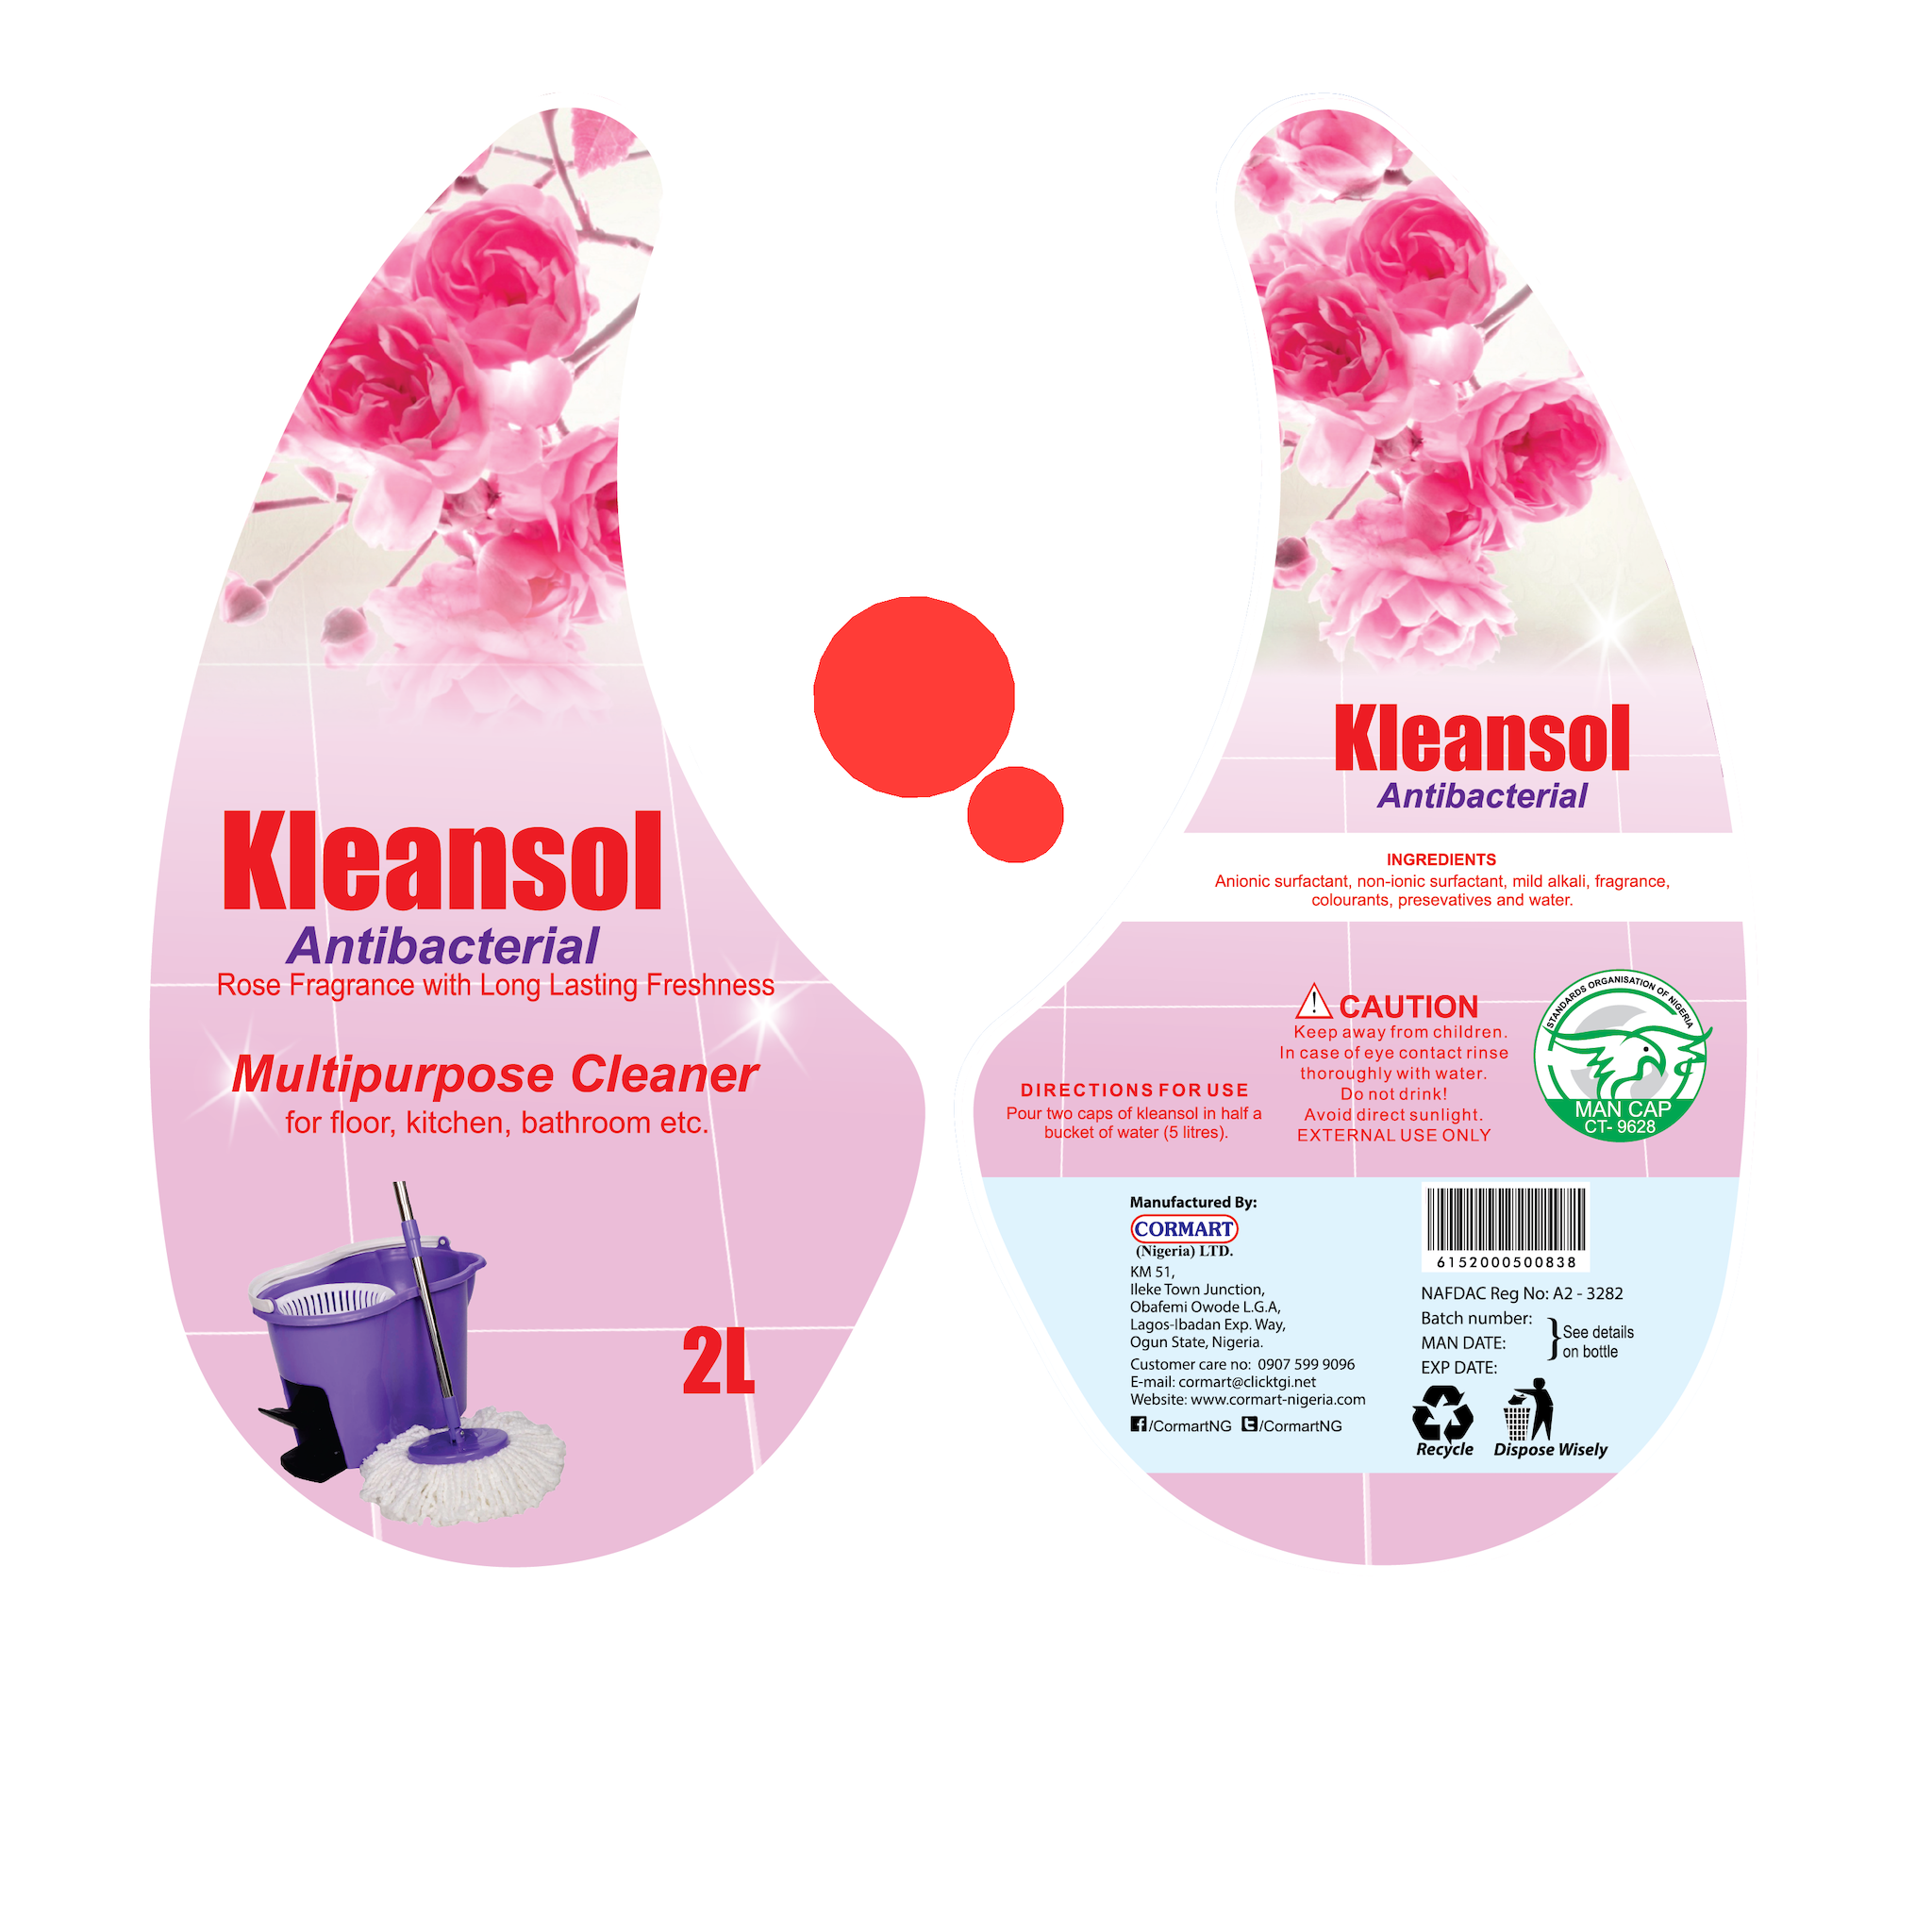 Kleansol
Antibacterial
Rose Fragrance with Long Lasting Freshness
Multipurpose Cleaner
for floor, kitchen, bathroom etc.
2L
Kleansol
Antibacterial
INGREDIENTS
Anionic surfactant, non-ionic surfactant, mild alkali, fragrance,
colourants, presevatives and water.
DIRECTIONS FOR USE
Pour two caps of kleansol in half a
bucket of water (5 litres).
! CAUTION
Keep away from children.
In case of eye contact rinse
thoroughly with water.
Do not drink!
Avoid direct sunlight.
EXTERNAL USE ONLY
STANDARDS ORGANISATION OF NIGERIA
MAN CAP
CT- 9628
Manufactured By:
CORMART
(Nigeria) LTD.
KM 51,
Ileke Town Junction,
Obafemi Owode L.G.A,
Lagos-Ibadan Exp. Way,
Ogun State, Nigeria.
Customer care no: 0907 599 9096
E-mail: cormart@clicktgi.net
Website: www.cormart-nigeria.com
f/CormartNG t/CormartNG
6152000500838
NAFDAC Reg No: A2 - 3282
Batch number:
MAN DATE:
EXP DATE:
} See details
on bottle
Recycle Dispose Wisely